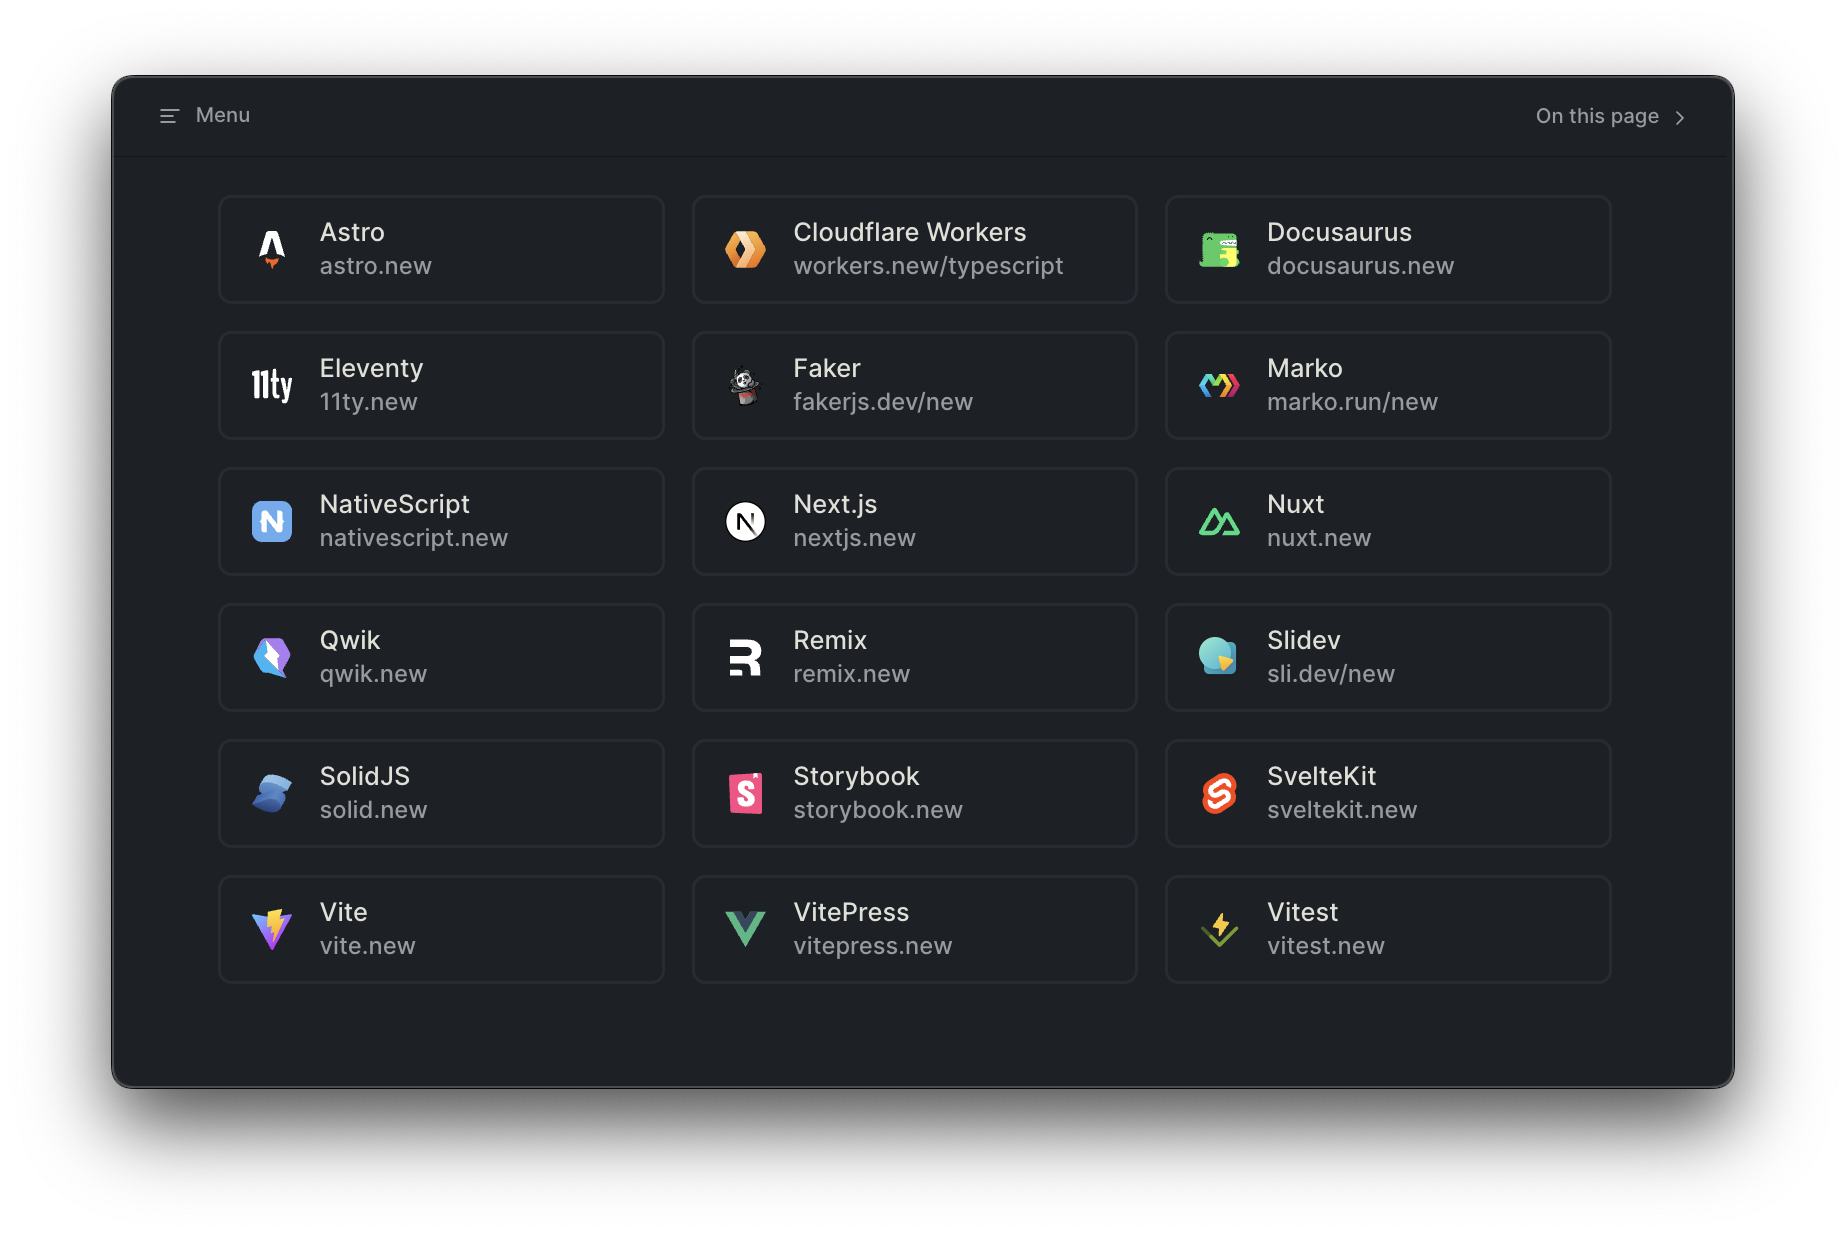 Menu
On this page
Astro
astro.new
Cloudflare Workers
workers.new/typescript
Docusaurus
docusaurus.new
11ty
Eleventy
11ty.new
Faker
fakerjs.dev/new
Marko
marko.run/new
N
NativeScript
nativescript.new
N
Next.js
nextjs.new
Nuxt
nuxt.new
Qwik
qwik.new
R
Remix
remix.new
Slidev
sli.dev/new
SolidJS
solid.new
S
Storybook
storybook.new
SvelteKit
sveltekit.new
Vite
vite.new
VitePress
vitepress.new
Vitest
vitest.new